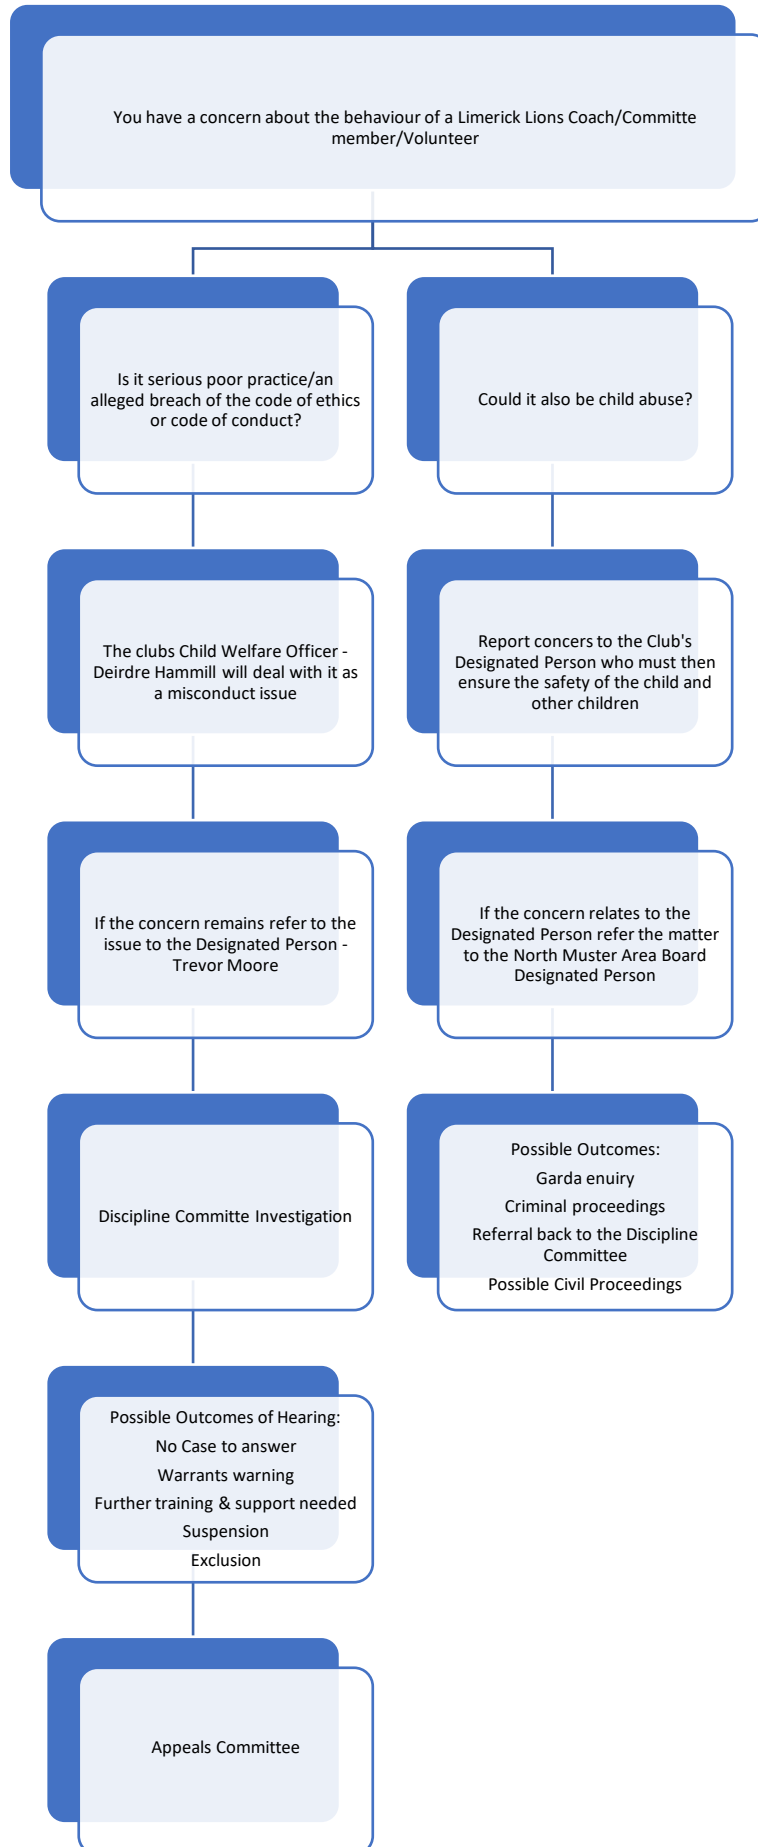 You have a concern about the behaviour of a Limerick Lions Coach/Committe
member/Volunteer
Is it serious poor practice/an
alleged breach of the code of ethics
or code of conduct?
The clubs Child Welfare Officer -
Deirdre Hammill will deal with it as
a misconduct issue
If the concern remains refer to the
issue to the Designated Person -
Trevor Moore
Discipline Committe Investigation
Possible Outcomes of Hearing:
No Case to answer
Warrants warning
Further training & support needed
Suspension
Exclusion
Appeals Committee
Could it also be child abuse?
Report concers to the Club's
Designated Person who must then
ensure the safety of the child and
other children
If the concern relates to the
Designated Person refer the matter
to the North Muster Area Board
Designated Person
Possible Outcomes:
Garda enuiry
Criminal proceedings
Referral back to the Discipline
Committee
Possible Civil Proceedings